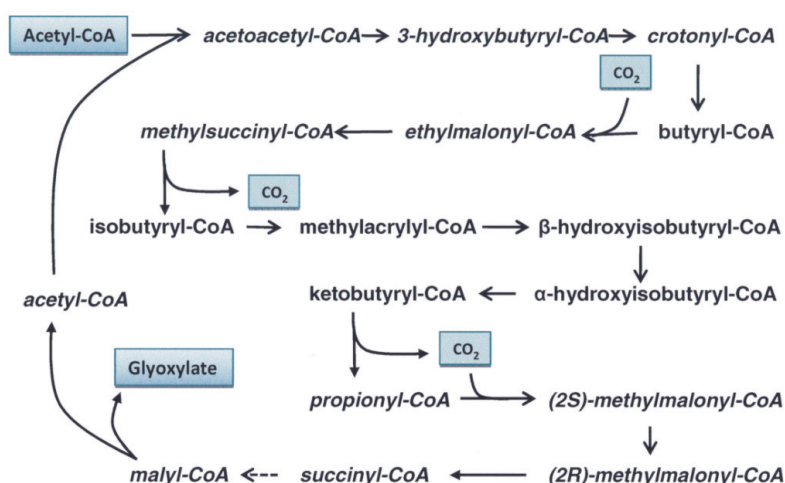 Acetyl-CoA acetoacetyl-CoA 3-hydroxybutyryl-CoA crotonyl-CoA
CO2
methylsuccinyl-CoA ethylmalonyl-CoA butyryl-CoA
CO2
isobutyryl-CoA methylacrylyl-CoA β-hydroxyisobutyryl-CoA
acetyl-CoA ketobutyryl-CoA α-hydroxyisobutyryl-CoA
CO2
Glyoxylate
propionyl-CoA (2S)-methylmalonyl-CoA
malyl-CoA succinyl-CoA (2R)-methylmalonyl-CoA